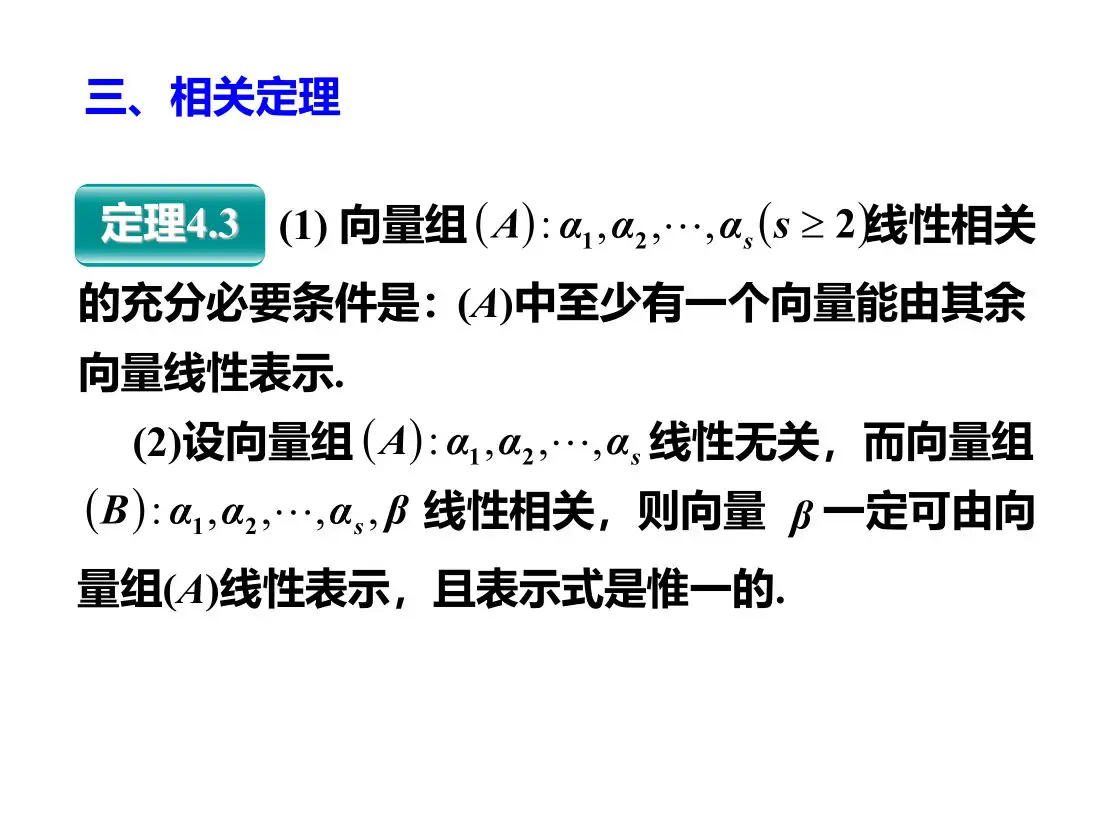 三、相关定理
定理4.3 (1) 向量组(A):α₁,α₂,⋯,αₛ(s≥2)线性相关
的充分必要条件是：(A)中至少有一个向量能由其余
向量线性表示.
(2)设向量组(A):α₁,α₂,⋯,αₛ线性无关，而向量组
(B):α₁,α₂,⋯,αₛ,β 线性相关，则向量 β 一定可由向
量组(A)线性表示，且表示式是惟一的.